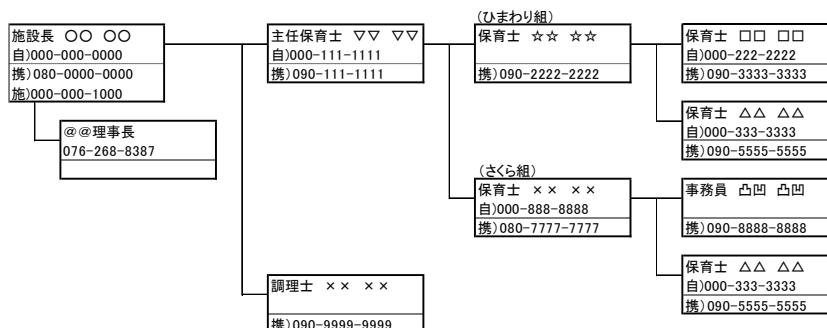 施設長 〇〇 〇〇
自)000-000-0000
携)080-0000-0000
施)000-000-1000
@@理事長
076-268-8387
主任保育士 ▽▽ ▽▽
自)000-111-1111
携)090-111-1111
(ひまわり組)
保育士 ☆☆ ☆☆
携)090-2222-2222
保育士 □□ □□
自)000-222-2222
携)090-3333-3333
保育士 △△ △△
自)000-333-3333
携)090-5555-5555
(さくら組)
保育士 ×× ××
自)000-888-8888
携)080-7777-7777
事務員 凸凹 凸凹
携)090-8888-8888
保育士 △△ △△
自)000-333-3333
携)090-5555-5555
調理士 ×× ××
携)090-9999-9999